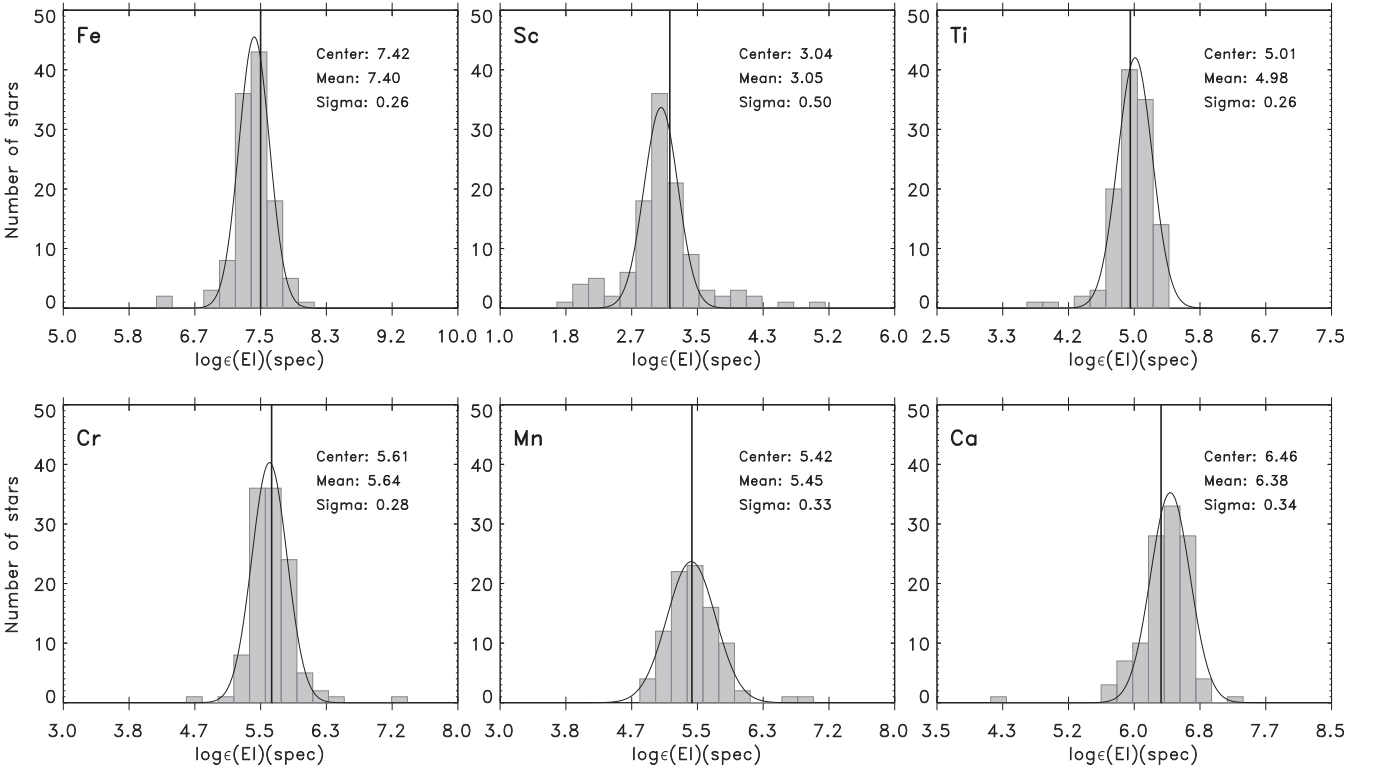 Fe
Center: 7.42
Mean: 7.40
Sigma: 0.26
Number of stars
50
40
30
20
10
0
5.0 5.8 6.7 7.5 8.3 9.2 10.0
logϵ(El)(spec)
Sc
Center: 3.04
Mean: 3.05
Sigma: 0.50
50
40
30
20
10
0
1.0 1.8 2.7 3.5 4.3 5.2 6.0
logϵ(El)(spec)
Ti
Center: 5.01
Mean: 4.98
Sigma: 0.26
50
40
30
20
10
0
2.5 3.3 4.2 5.0 5.8 6.7 7.5
logϵ(El)(spec)
Cr
Center: 5.61
Mean: 5.64
Sigma: 0.28
Number of stars
50
40
30
20
10
0
3.0 3.8 4.7 5.5 6.3 7.2 8.0
logϵ(El)(spec)
Mn
Center: 5.42
Mean: 5.45
Sigma: 0.33
50
40
30
20
10
0
3.0 3.8 4.7 5.5 6.3 7.2 8.0
logϵ(El)(spec)
Ca
Center: 6.46
Mean: 6.38
Sigma: 0.34
50
40
30
20
10
0
3.5 4.3 5.2 6.0 6.8 7.7 8.5
logϵ(El)(spec)